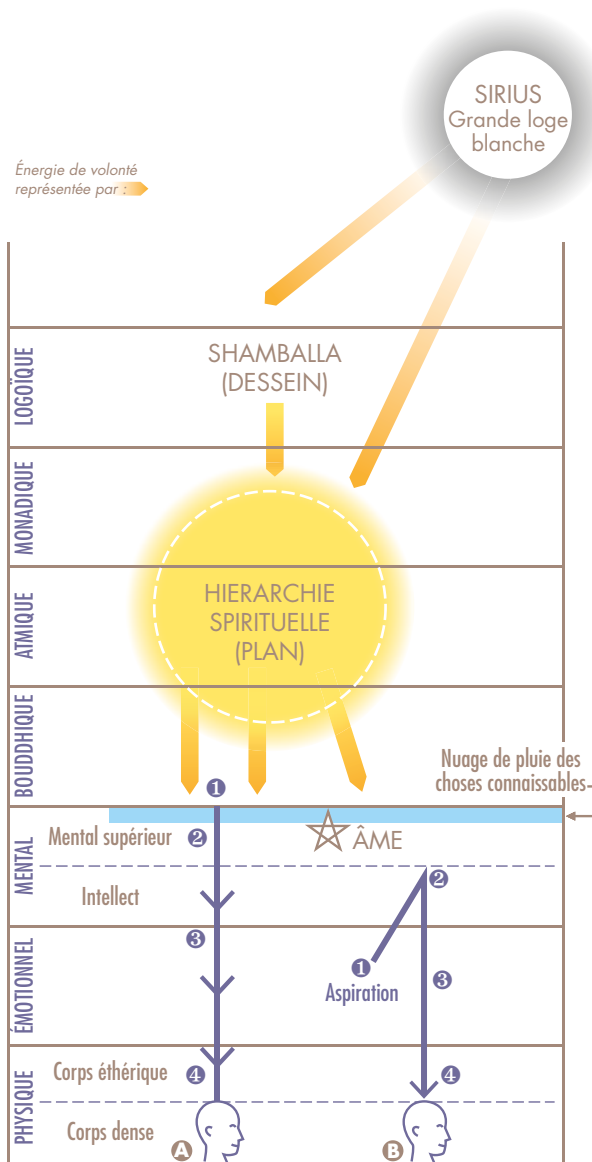 SIRIUS
Grande loge
blanche
Énergie de volonté
représentée par :
LOGOÏQUE
SHAMBALLA
(DESSEIN)
MONADIQUE
ATMIQUE
HIERARCHIE
SPIRITUELLE
(PLAN)
BOUDDHIQUE
Nuage de pluie des
choses connaissables
1
MENTAL
Mental supérieur
2
ÂME
Intellect
2
ÉMOTIONNEL
3
1
Aspiration
3
PHYSIQUE
Corps éthérique
4
4
Corps dense
A
B